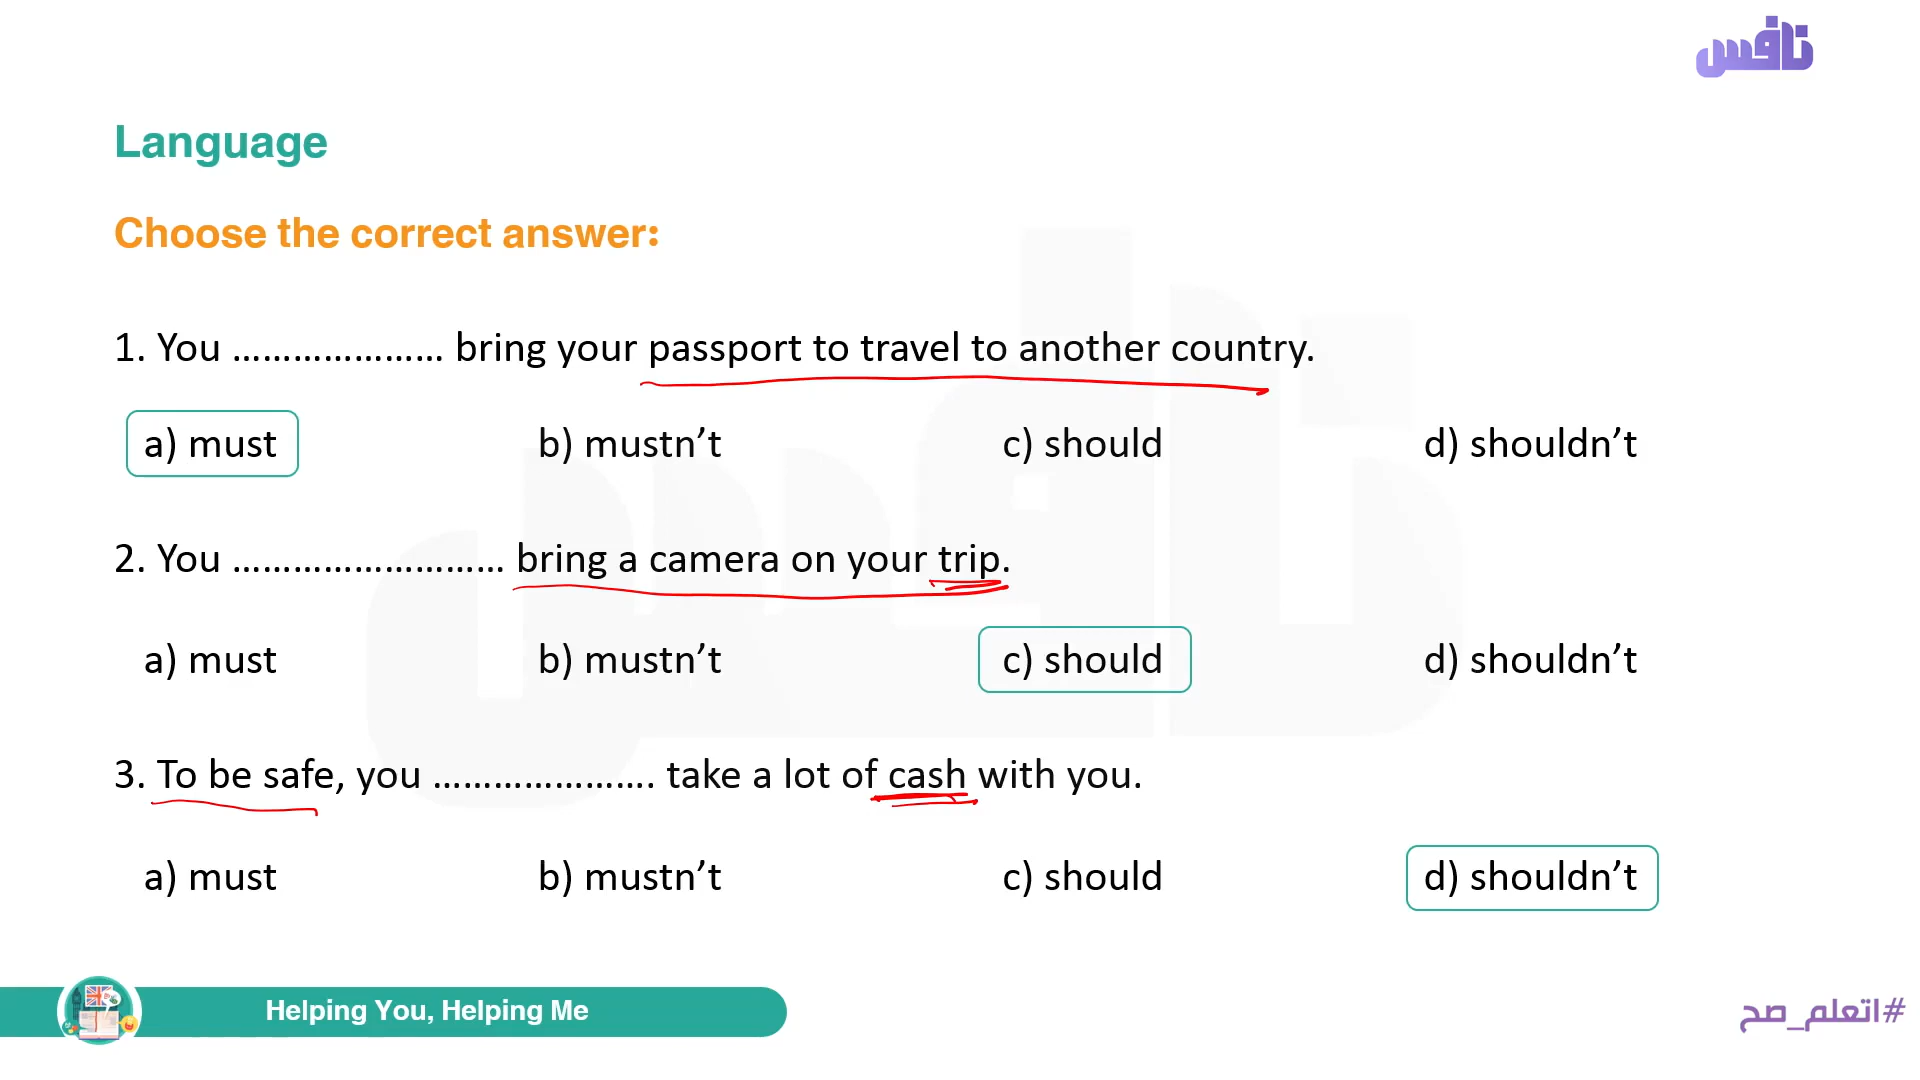 نافس
Language
Choose the correct answer:
1. You ………………… bring your passport to travel to another country.
a) must b) mustn’t c) should d) shouldn’t
2. You ……………………… bring a camera on your trip.
a) must b) mustn’t c) should d) shouldn’t
3. To be safe, you …………………. take a lot of cash with you.
a) must b) mustn’t c) should d) shouldn’t
Helping You, Helping Me
#اتعلم_صح